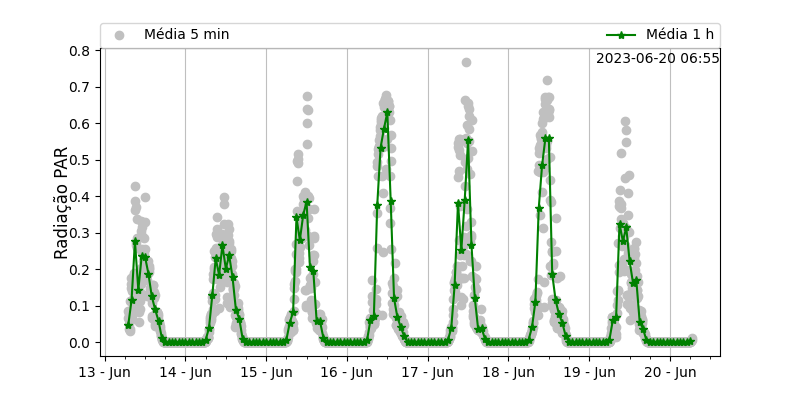 Média 5 min
Média 1 h
2023-06-20 06:55
Radiação PAR
0.8
0.7
0.6
0.5
0.4
0.3
0.2
0.1
0.0
13 - Jun
14 - Jun
15 - Jun
16 - Jun
17 - Jun
18 - Jun
19 - Jun
20 - Jun